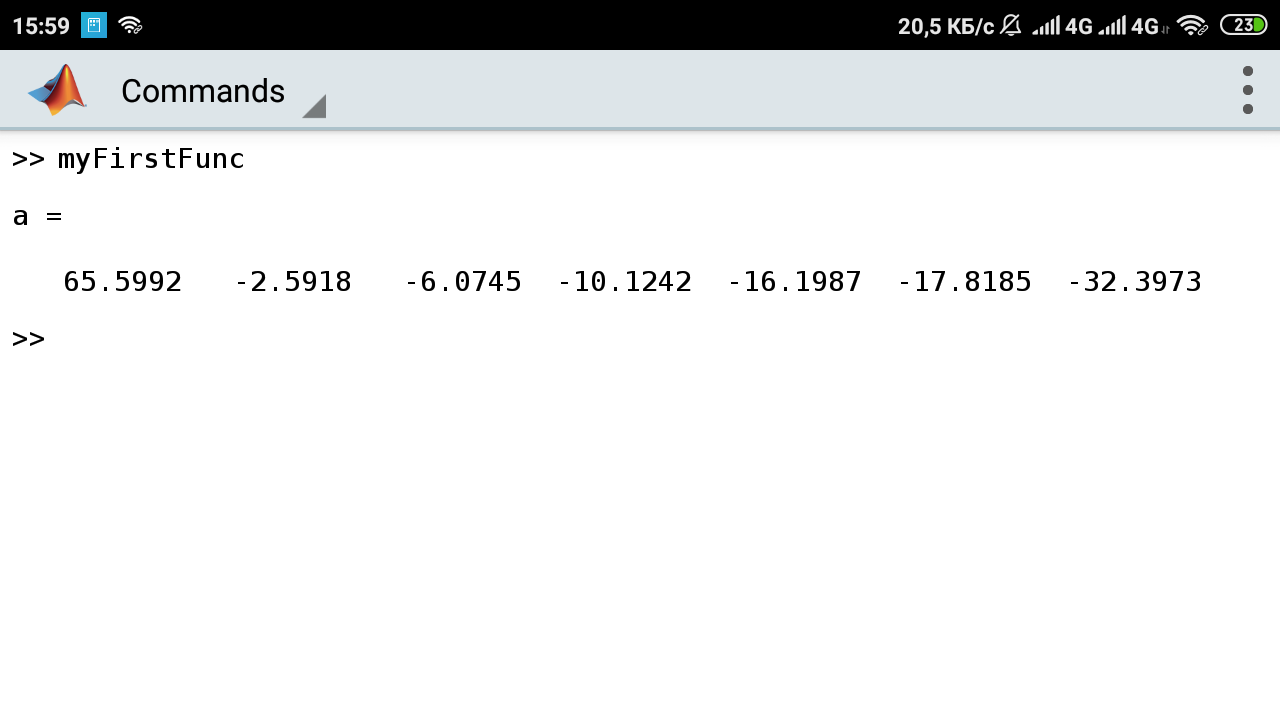 15:59 20,5 КБ/с 4G 4G 23
Commands
>> myFirstFunc
a =
65.5992 -2.5918 -6.0745 -10.1242 -16.1987 -17.8185 -32.3973
>>